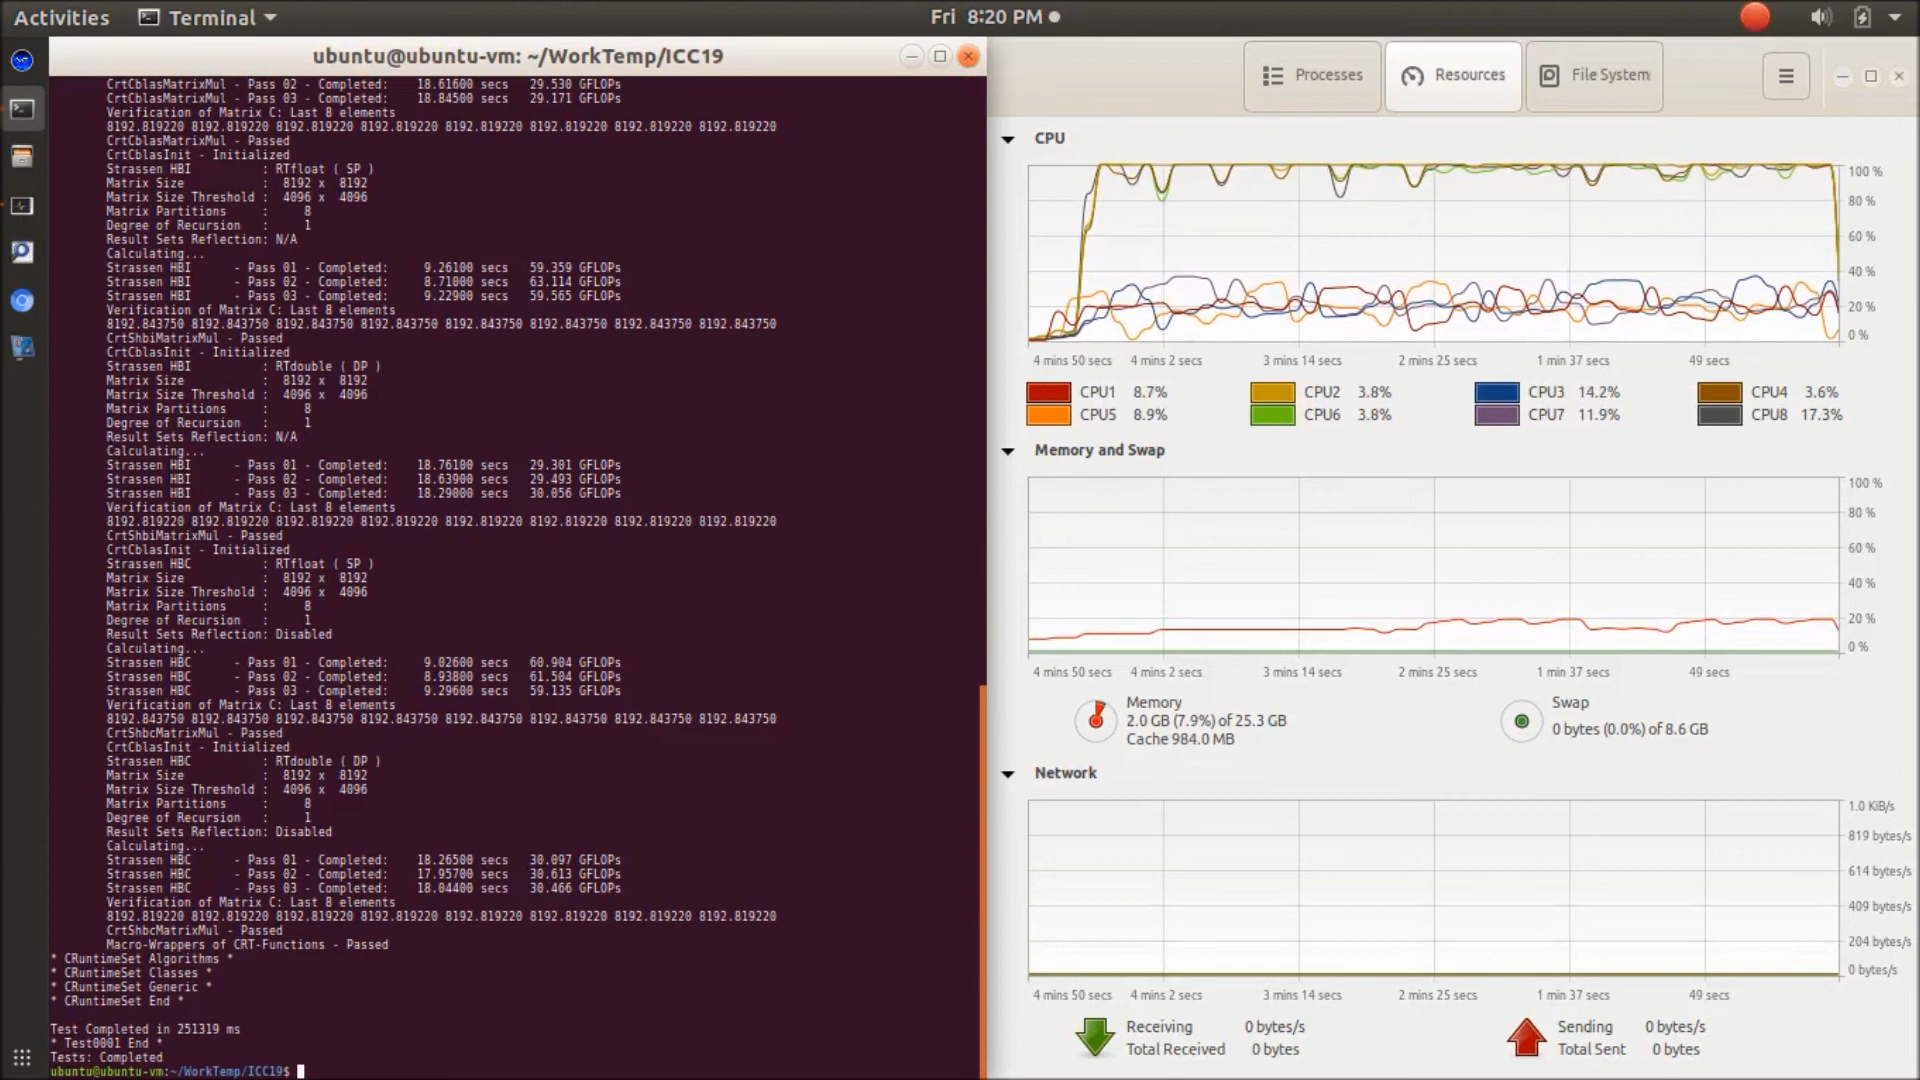 Activities Terminal Fri 8:20 PM
ubuntu@ubuntu-vm: ~/WorkTemp/ICC19
CrtCblasMatrixMul - Pass 02 - Completed: 18.61600 secs 29.530 GFLOPs
CrtCblasMatrixMul - Pass 03 - Completed: 18.84500 secs 29.171 GFLOPs
Verification of Matrix C: Last 8 elements
8192.819220 8192.819220 8192.819220 8192.819220 8192.819220 8192.819220 8192.819220 8192.819220
CrtCblasMatrixMul - Passed
CrtCblasInit - Initialized
Strassen HBI : RTfloat ( SP )
Matrix Size : 8192 x 8192
Matrix Size Threshold : 4096 x 4096
Matrix Partitions : 8
Degree of Recursion : 1
Result Sets Reflection: N/A
Calculating...
Strassen HBI - Pass 01 - Completed: 9.26100 secs 59.359 GFLOPs
Strassen HBI - Pass 02 - Completed: 8.71000 secs 63.114 GFLOPs
Strassen HBI - Pass 03 - Completed: 9.22900 secs 59.565 GFLOPs
Verification of Matrix C: Last 8 elements
8192.843750 8192.843750 8192.843750 8192.843750 8192.843750 8192.843750 8192.843750 8192.843750
CrtShbiMatrixMul - Passed
CrtCblasInit - Initialized
Strassen HBI : RTdouble ( DP )
Matrix Size : 8192 x 8192
Matrix Size Threshold : 4096 x 4096
Matrix Partitions : 8
Degree of Recursion : 1
Result Sets Reflection: N/A
Calculating...
Strassen HBI - Pass 01 - Completed: 18.76100 secs 29.301 GFLOPs
Strassen HBI - Pass 02 - Completed: 18.63900 secs 29.493 GFLOPs
Strassen HBI - Pass 03 - Completed: 18.29000 secs 30.056 GFLOPs
Verification of Matrix C: Last 8 elements
8192.819220 8192.819220 8192.819220 8192.819220 8192.819220 8192.819220 8192.819220 8192.819220
CrtShbiMatrixMul - Passed
CrtCblasInit - Initialized
Strassen HBC : RTfloat ( SP )
Matrix Size : 8192 x 8192
Matrix Size Threshold : 4096 x 4096
Matrix Partitions : 8
Degree of Recursion : 1
Result Sets Reflection: Disabled
Calculating...
Strassen HBC - Pass 01 - Completed: 9.02600 secs 60.904 GFLOPs
Strassen HBC - Pass 02 - Completed: 8.93800 secs 61.504 GFLOPs
Strassen HBC - Pass 03 - Completed: 9.29600 secs 59.135 GFLOPs
Verification of Matrix C: Last 8 elements
8192.843750 8192.843750 8192.843750 8192.843750 8192.843750 8192.843750 8192.843750 8192.843750
CrtShbcMatrixMul - Passed
CrtCblasInit - Initialized
Strassen HBC : RTdouble ( DP )
Matrix Size : 8192 x 8192
Matrix Size Threshold : 4096 x 4096
Matrix Partitions : 8
Degree of Recursion : 1
Result Sets Reflection: Disabled
Calculating...
Strassen HBC - Pass 01 - Completed: 18.26500 secs 30.097 GFLOPs
Strassen HBC - Pass 02 - Completed: 17.95700 secs 30.613 GFLOPs
Strassen HBC - Pass 03 - Completed: 18.04400 secs 30.466 GFLOPs
Verification of Matrix C: Last 8 elements
8192.819220 8192.819220 8192.819220 8192.819220 8192.819220 8192.819220 8192.819220 8192.819220
CrtShbcMatrixMul - Passed
Macro-Wrappers of CRT-Functions - Passed
* CRuntimeSet Algorithms *
* CRuntimeSet Classes *
* CRuntimeSet Generic *
* CRuntimeSet End *
Test Completed in 251319 ms
* Test0001 End *
Tests: Completed
ubuntu@ubuntu-vm:~/WorkTemp/ICC19$
Processes Resources File System
CPU
100 %
80 %
60 %
40 %
20 %
0 %
4 mins 50 secs 4 mins 2 secs 3 mins 14 secs 2 mins 25 secs 1 min 37 secs 49 secs
CPU1 8.7% CPU2 3.8% CPU3 14.2% CPU4 3.6%
CPU5 8.9% CPU6 3.8% CPU7 11.9% CPU8 17.3%
Memory and Swap
100 %
80 %
60 %
40 %
20 %
0 %
4 mins 50 secs 4 mins 2 secs 3 mins 14 secs 2 mins 25 secs 1 min 37 secs 49 secs
Memory
2.0 GB (7.9%) of 25.3 GB
Cache 984.0 MB
Swap
0 bytes (0.0%) of 8.6 GB
Network
1.0 KiB/s
819 bytes/s
614 bytes/s
409 bytes/s
204 bytes/s
0 bytes/s
4 mins 50 secs 4 mins 2 secs 3 mins 14 secs 2 mins 25 secs 1 min 37 secs 49 secs
Receiving 0 bytes/s
Total Received 0 bytes
Sending 0 bytes/s
Total Sent 0 bytes